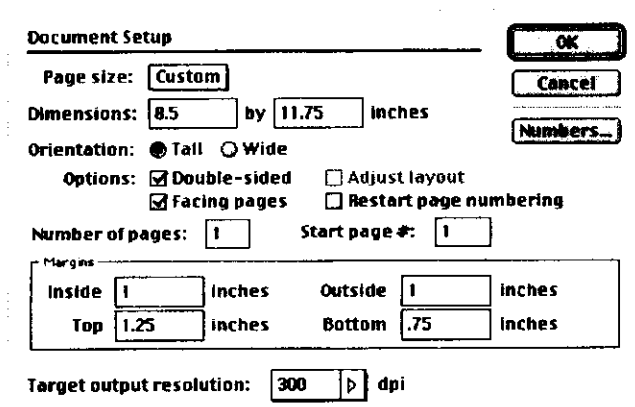 Document Setup
OK
Page size: Custom
Cancel
Dimensions: 8.5 by 11.75 inches
Numbers...
Orientation: Tall Wide
Options: Double-sided Adjust layout
Facing pages Restart page numbering
Number of pages: 1 Start page #: 1
Margins
Inside 1 inches Outside 1 inches
Top 1.25 inches Bottom .75 inches
Target output resolution: 300 dpi